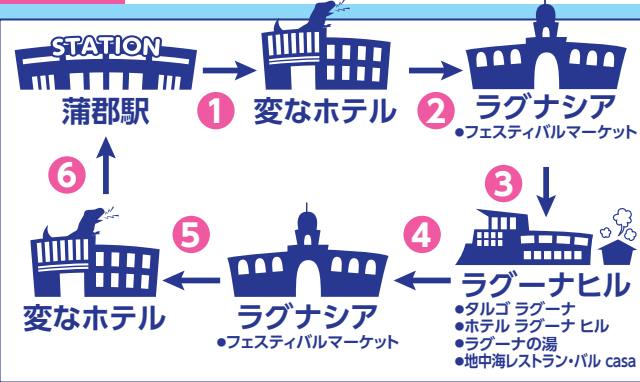 STATION
蒲郡駅
1
変なホテル
2
ラグナシア
●フェスティバルマーケット
3
ラグーナヒル
●タルゴ ラグーナ
●ホテル ラグーナ ヒル
●ラグーナの湯
●地中海レストラン・バル casa
4
ラグナシア
●フェスティバルマーケット
5
変なホテル
6